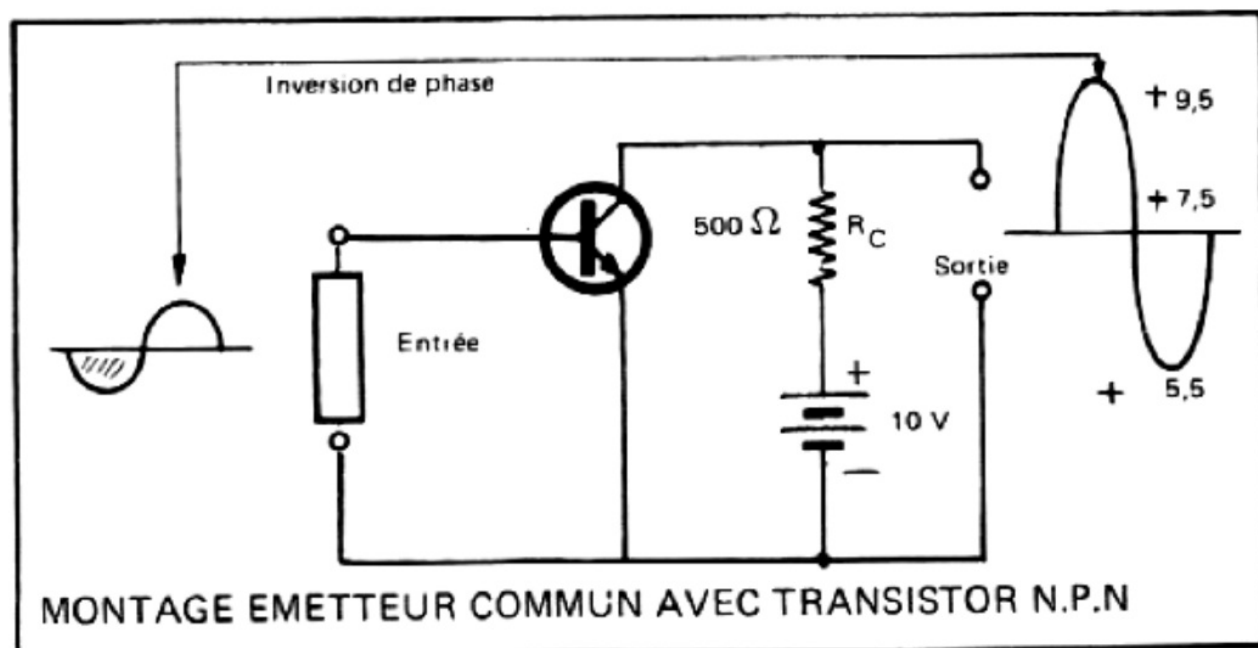 Inversion de phase
+ 9,5
+ 7,5
500 Ω
R_C
Sortie
Entrée
+
10 V
−
+ 5,5
MONTAGE EMETTEUR COMMUN AVEC TRANSISTOR N.P.N